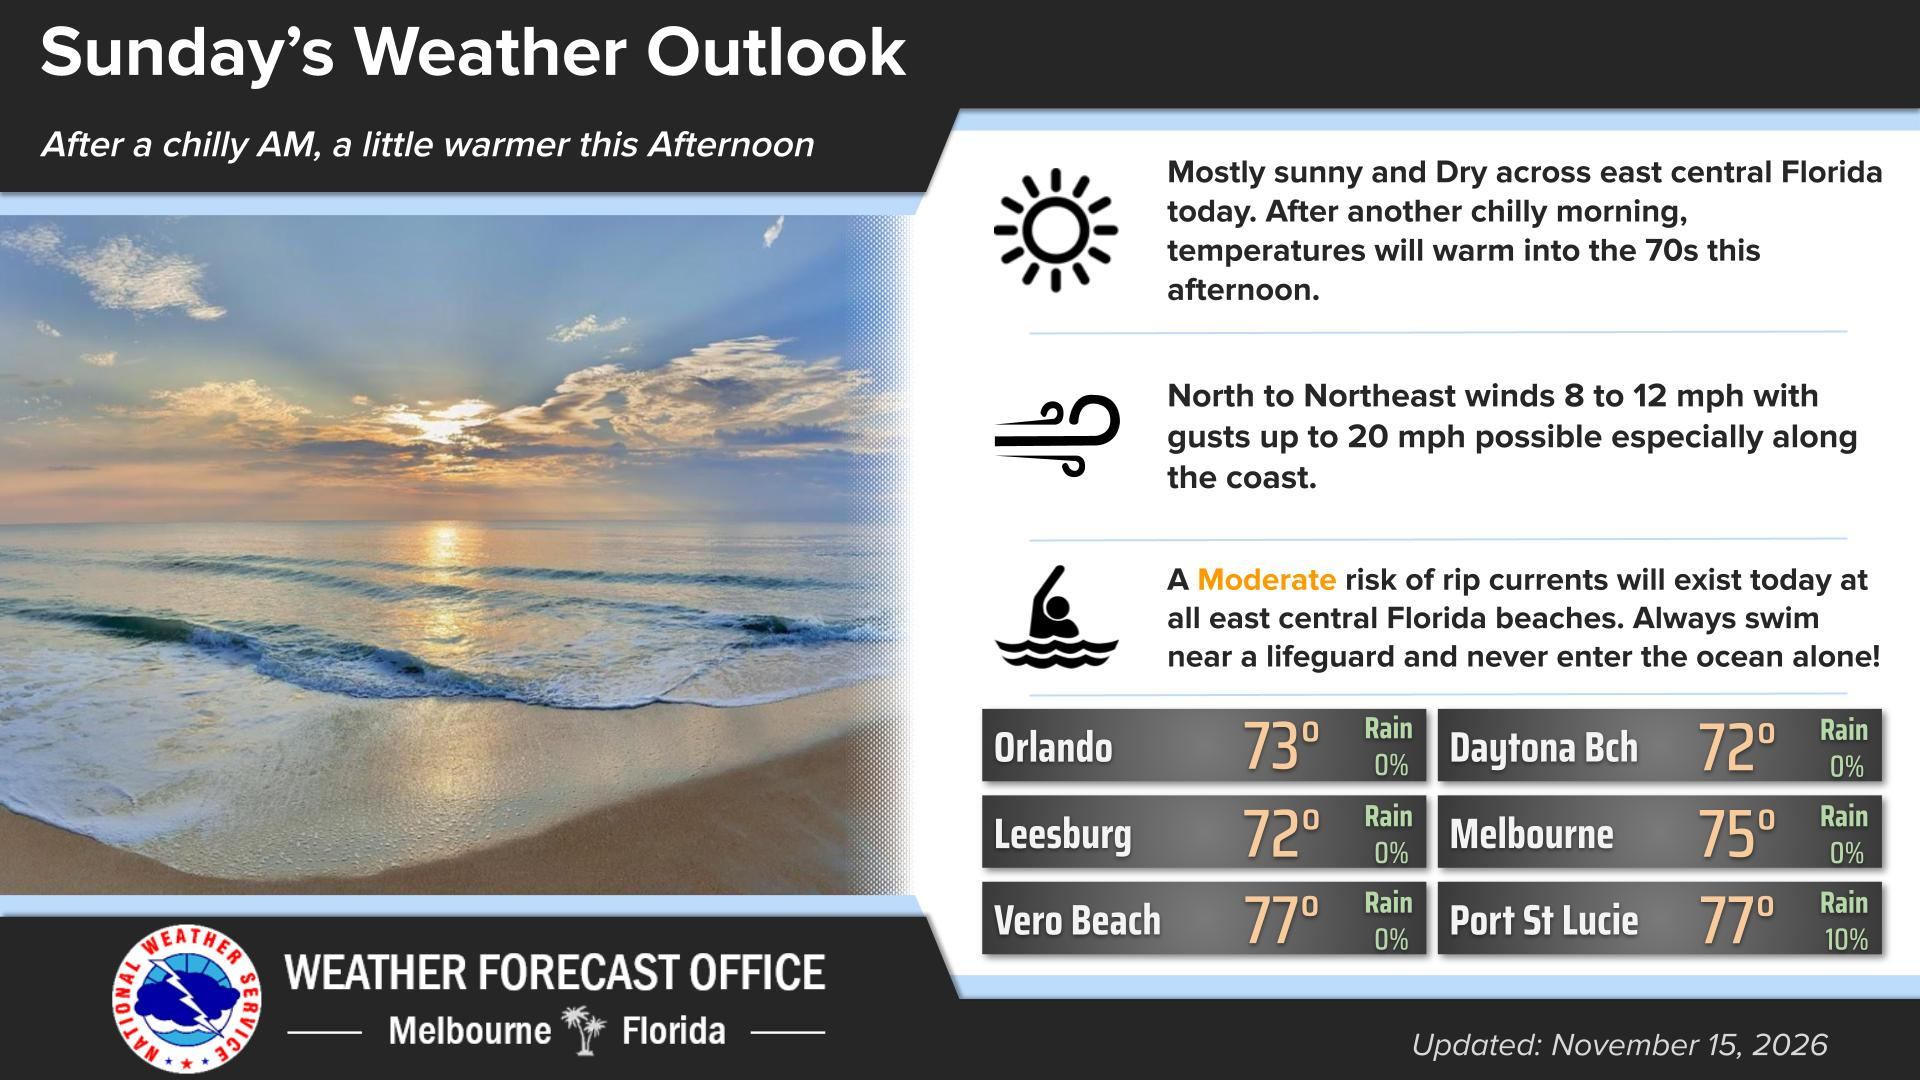 Sunday’s Weather Outlook
After a chilly AM, a little warmer this Afternoon
Mostly sunny and Dry across east central Florida
today. After another chilly morning,
temperatures will warm into the 70s this
afternoon.
North to Northeast winds 8 to 12 mph with
gusts up to 20 mph possible especially along
the coast.
A Moderate risk of rip currents will exist today at
all east central Florida beaches. Always swim
near a lifeguard and never enter the ocean alone!
Orlando 73° Rain 0%
Daytona Bch 72° Rain 0%
Leesburg 72° Rain 0%
Melbourne 75° Rain 0%
Vero Beach 77° Rain 0%
Port St Lucie 77° Rain 10%
NATIONAL WEATHER SERVICE
WEATHER FORECAST OFFICE
Melbourne Florida
Updated: November 15, 2026